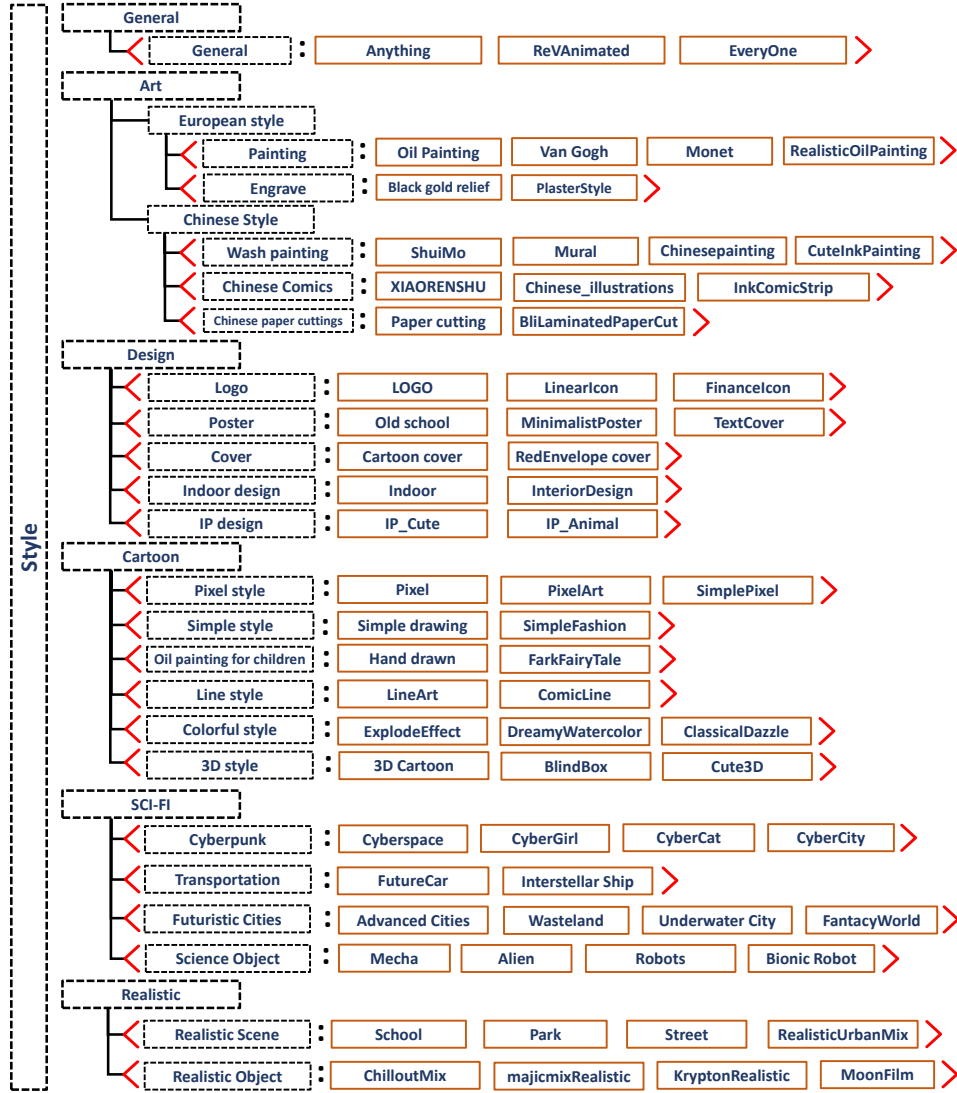 Style
General
General : Anything ReVAnimated EveryOne
Art
European style
Painting : Oil Painting Van Gogh Monet RealisticOilPainting
Engrave : Black gold relief PlasterStyle
Chinese Style
Wash painting : ShuiMo Mural Chinesepainting CuteInkPainting
Chinese Comics : XIAORENSHU Chinese_illustrations InkComicStrip
Chinese paper cuttings : Paper cutting BliLaminatedPaperCut
Design
Logo : LOGO LinearIcon FinanceIcon
Poster : Old school MinimalistPoster TextCover
Cover : Cartoon cover RedEnvelope cover
Indoor design : Indoor InteriorDesign
IP design : IP_Cute IP_Animal
Cartoon
Pixel style : Pixel PixelArt SimplePixel
Simple style : Simple drawing SimpleFashion
Oil painting for children : Hand drawn FarkFairyTale
Line style : LineArt ComicLine
Colorful style : ExplodeEffect DreamyWatercolor ClassicalDazzle
3D style : 3D Cartoon BlindBox Cute3D
SCI-FI
Cyberpunk : Cyberspace CyberGirl CyberCat CyberCity
Transportation : FutureCar Interstellar Ship
Futuristic Cities : Advanced Cities Wasteland Underwater City FantacyWorld
Science Object : Mecha Alien Robots Bionic Robot
Realistic
Realistic Scene : School Park Street RealisticUrbanMix
Realistic Object : ChilloutMix majicmixRealistic KryptonRealistic MoonFilm